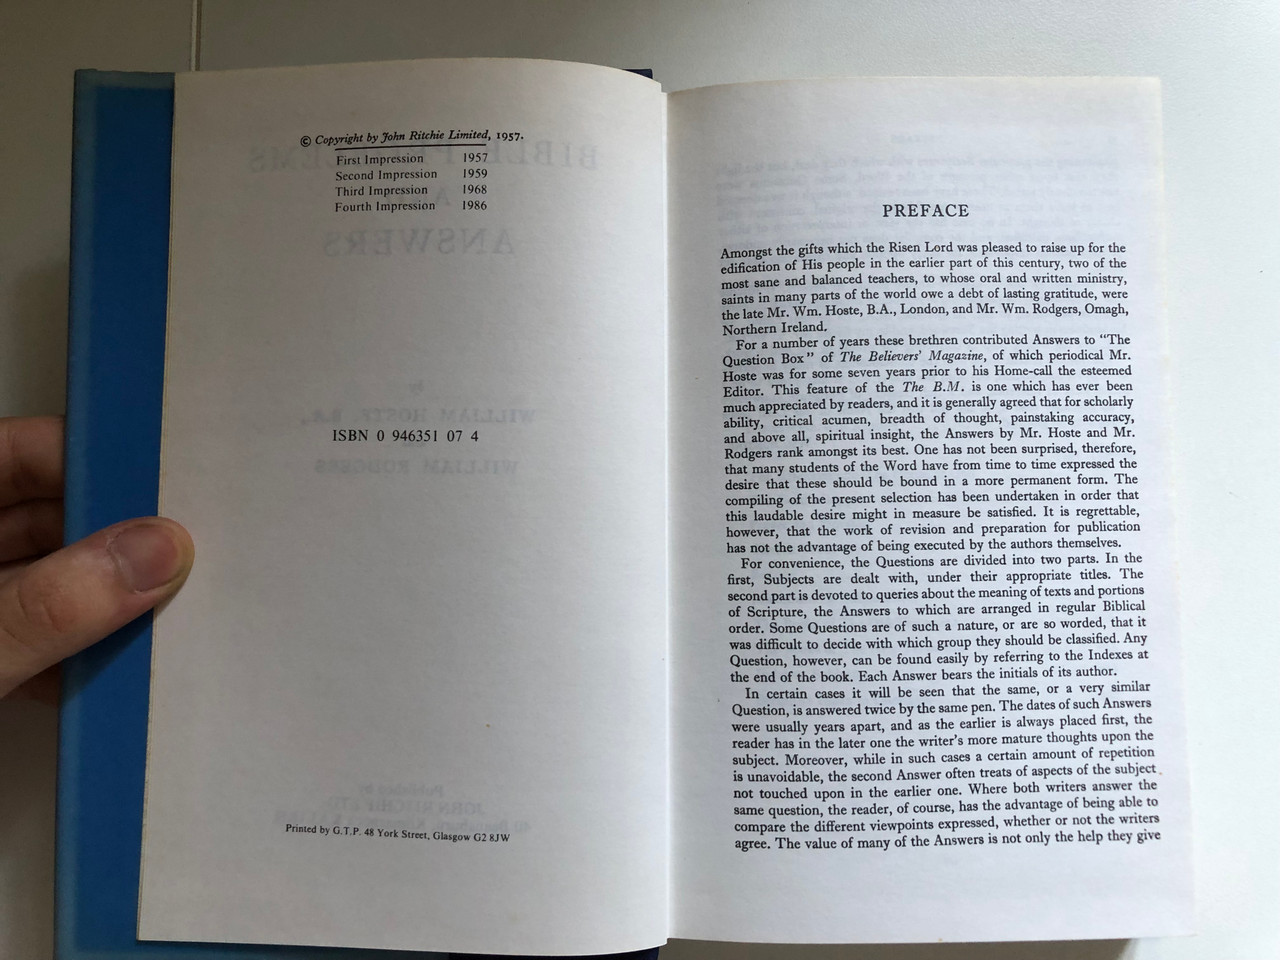 © Copyright by John Ritchie Limited, 1957.
First Impression 1957
Second Impression 1959
Third Impression 1968
Fourth Impression 1986
ISBN 0 946351 07 4
Printed by G.T.P. 48 York Street, Glasgow G2 8JW
PREFACE
Amongst the gifts which the Risen Lord was pleased to raise up for the
edification of His people in the earlier part of this century, two of the
most sane and balanced teachers, to whose oral and written ministry,
saints in many parts of the world owe a debt of lasting gratitude, were
the late Mr. Wm. Hoste, B.A., London, and Mr. Wm. Rodgers, Omagh,
Northern Ireland.
For a number of years these brethren contributed Answers to "The
Question Box" of The Believers' Magazine, of which periodical Mr.
Hoste was for some seven years prior to his Home-call the esteemed
Editor. This feature of the The B.M. is one which has ever been
much appreciated by readers, and it is generally agreed that for scholarly
ability, critical acumen, breadth of thought, painstaking accuracy,
and above all, spiritual insight, the Answers by Mr. Hoste and Mr.
Rodgers rank amongst its best. One has not been surprised, therefore,
that many students of the Word have from time to time expressed the
desire that these should be bound in a more permanent form. The
compiling of the present selection has been undertaken in order that
this laudable desire might in measure be satisfied. It is regrettable,
however, that the work of revision and preparation for publication
has not the advantage of being executed by the authors themselves.
For convenience, the Questions are divided into two parts. In the
first, Subjects are dealt with, under their appropriate titles. The
second part is devoted to queries about the meaning of texts and portions
of Scripture, the Answers to which are arranged in regular Biblical
order. Some Questions are of such a nature, or are so worded, that it
was difficult to decide with which group they should be classified. Any
Question, however, can be found easily by referring to the Indexes at
the end of the book. Each Answer bears the initials of its author.
In certain cases it will be seen that the same, or a very similar
Question, is answered twice by the same pen. The dates of such Answers
were usually years apart, and as the earlier is always placed first, the
reader has in the later one the writer's more mature thoughts upon the
subject. Moreover, while in such cases a certain amount of repetition
is unavoidable, the second Answer often treats of aspects of the subject
not touched upon in the earlier one. Where both writers answer the
same question, the reader, of course, has the advantage of being able to
compare the different viewpoints expressed, whether or not the writers
agree. The value of many of the Answers is not only the help they give